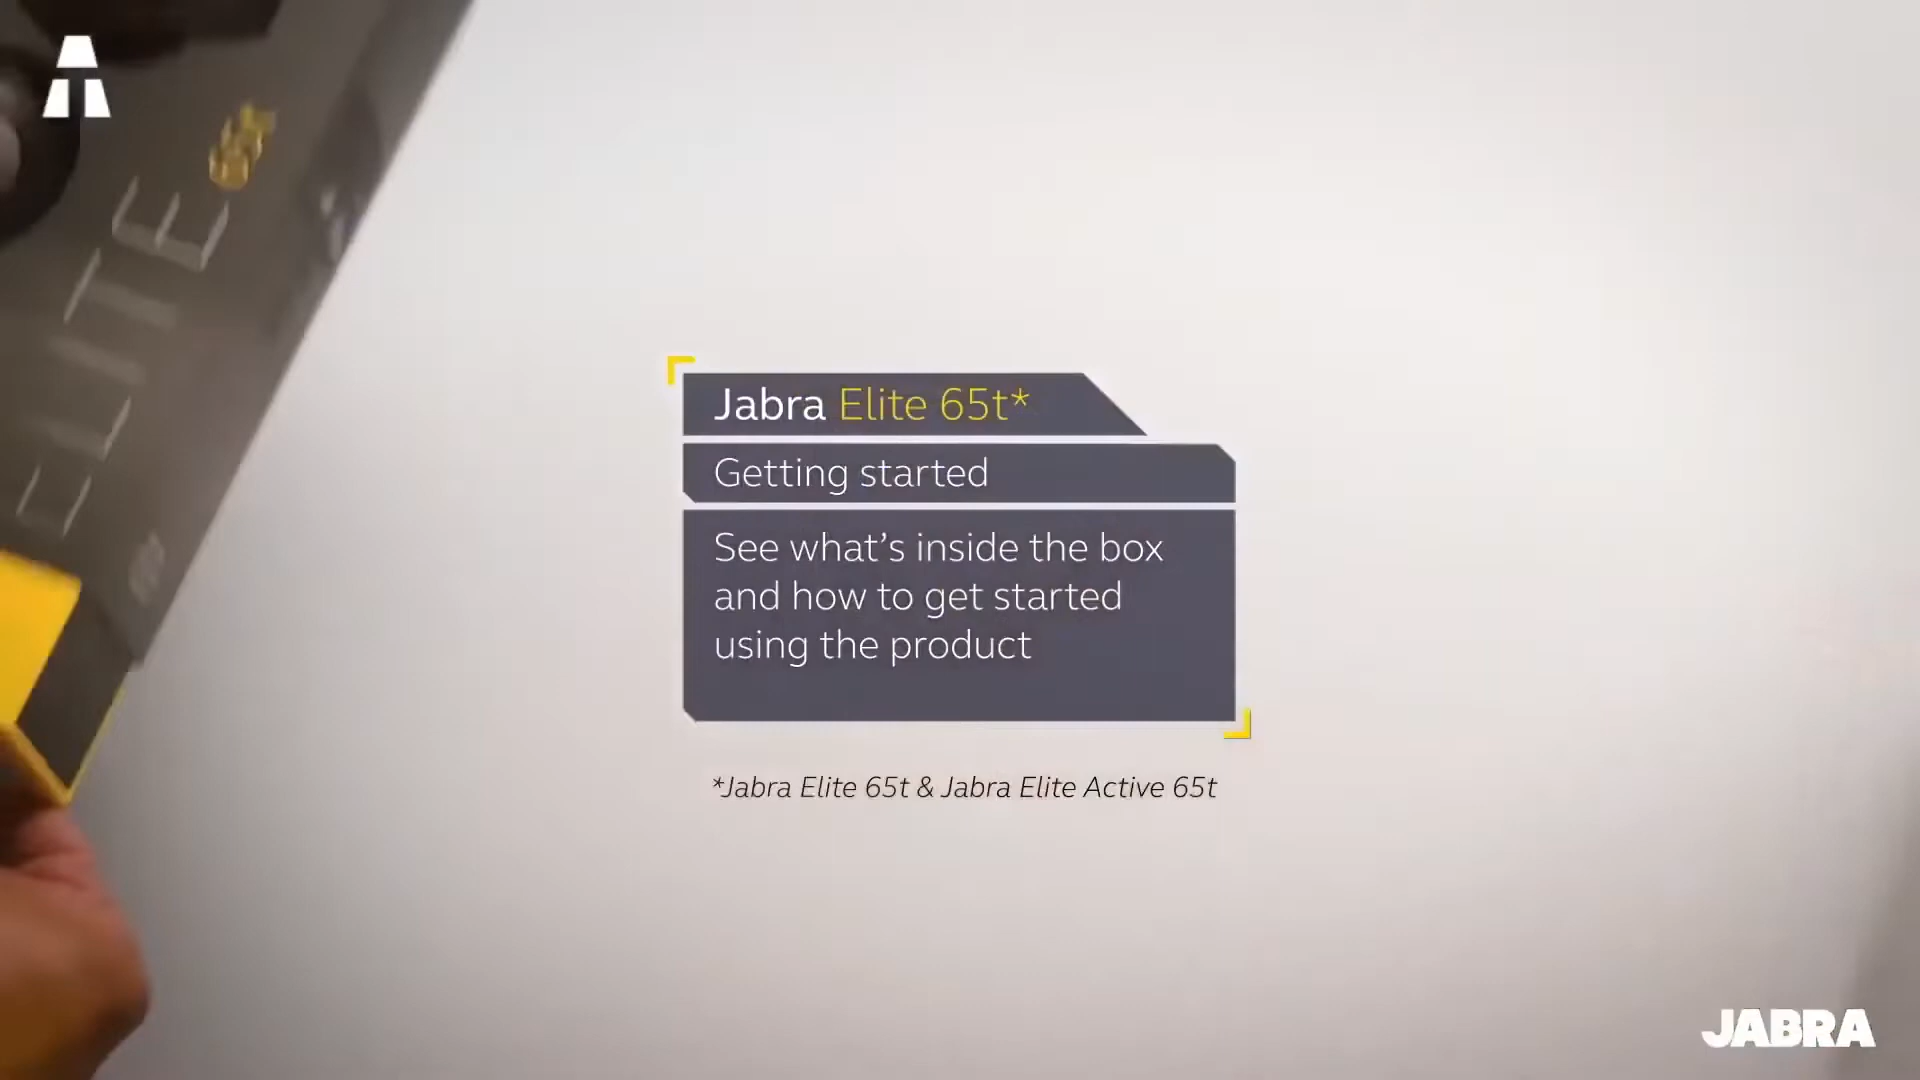 ELITE
Jabra Elite 65t*
Getting started
See what's inside the box
and how to get started
using the product
*Jabra Elite 65t & Jabra Elite Active 65t
JABRA